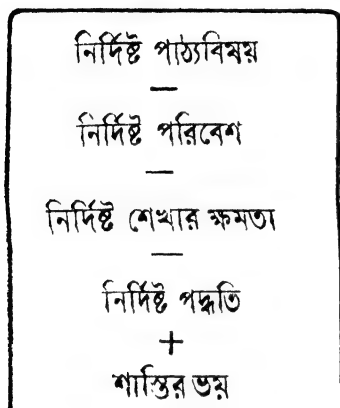 নির্দিষ্ট পাঠ্যবিষয়
—
নির্দিষ্ট পরিবেশ
—
নির্দিষ্ট শেখার ক্ষমতা
—
নির্দিষ্ট পদ্ধতি
+
শাস্তির ভয়